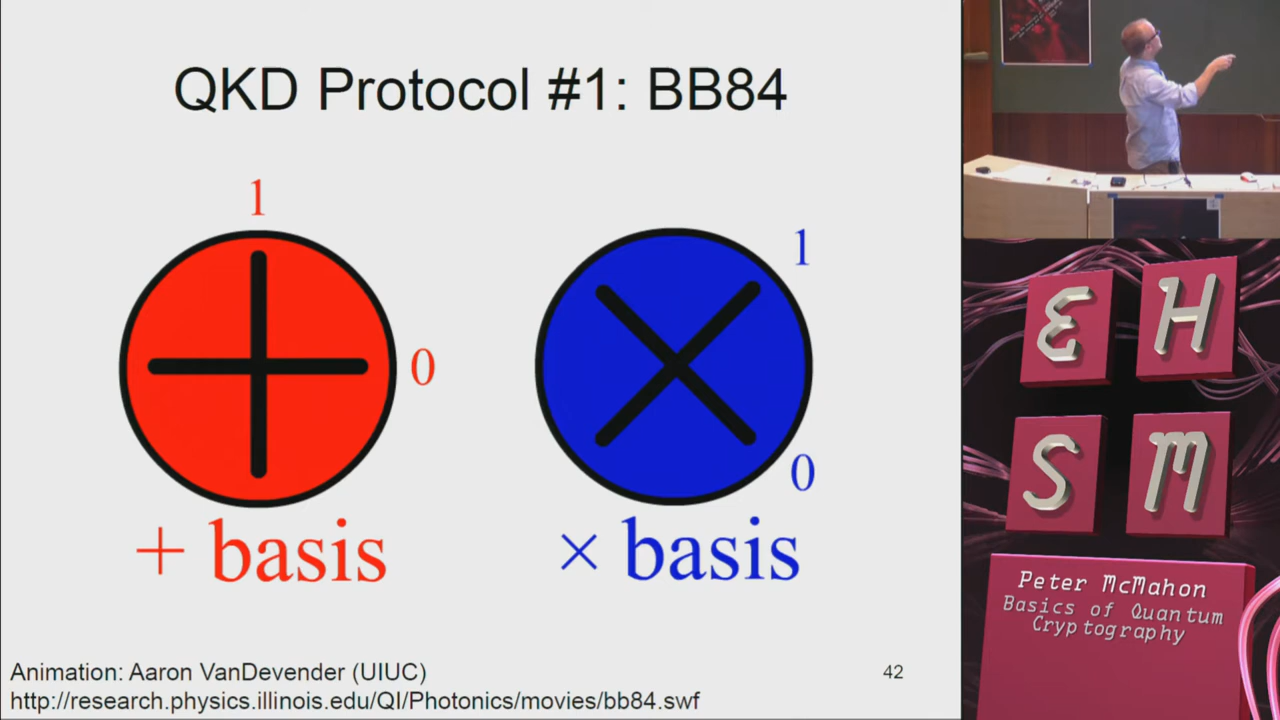 QKD Protocol #1: BB84
1
0
+ basis
1
0
× basis
Animation: Aaron VanDevender (UIUC)
http://research.physics.illinois.edu/QI/Photonics/movies/bb84.swf
42
E H
S M
Peter McMahon
Basics of Quantum
Cryptography